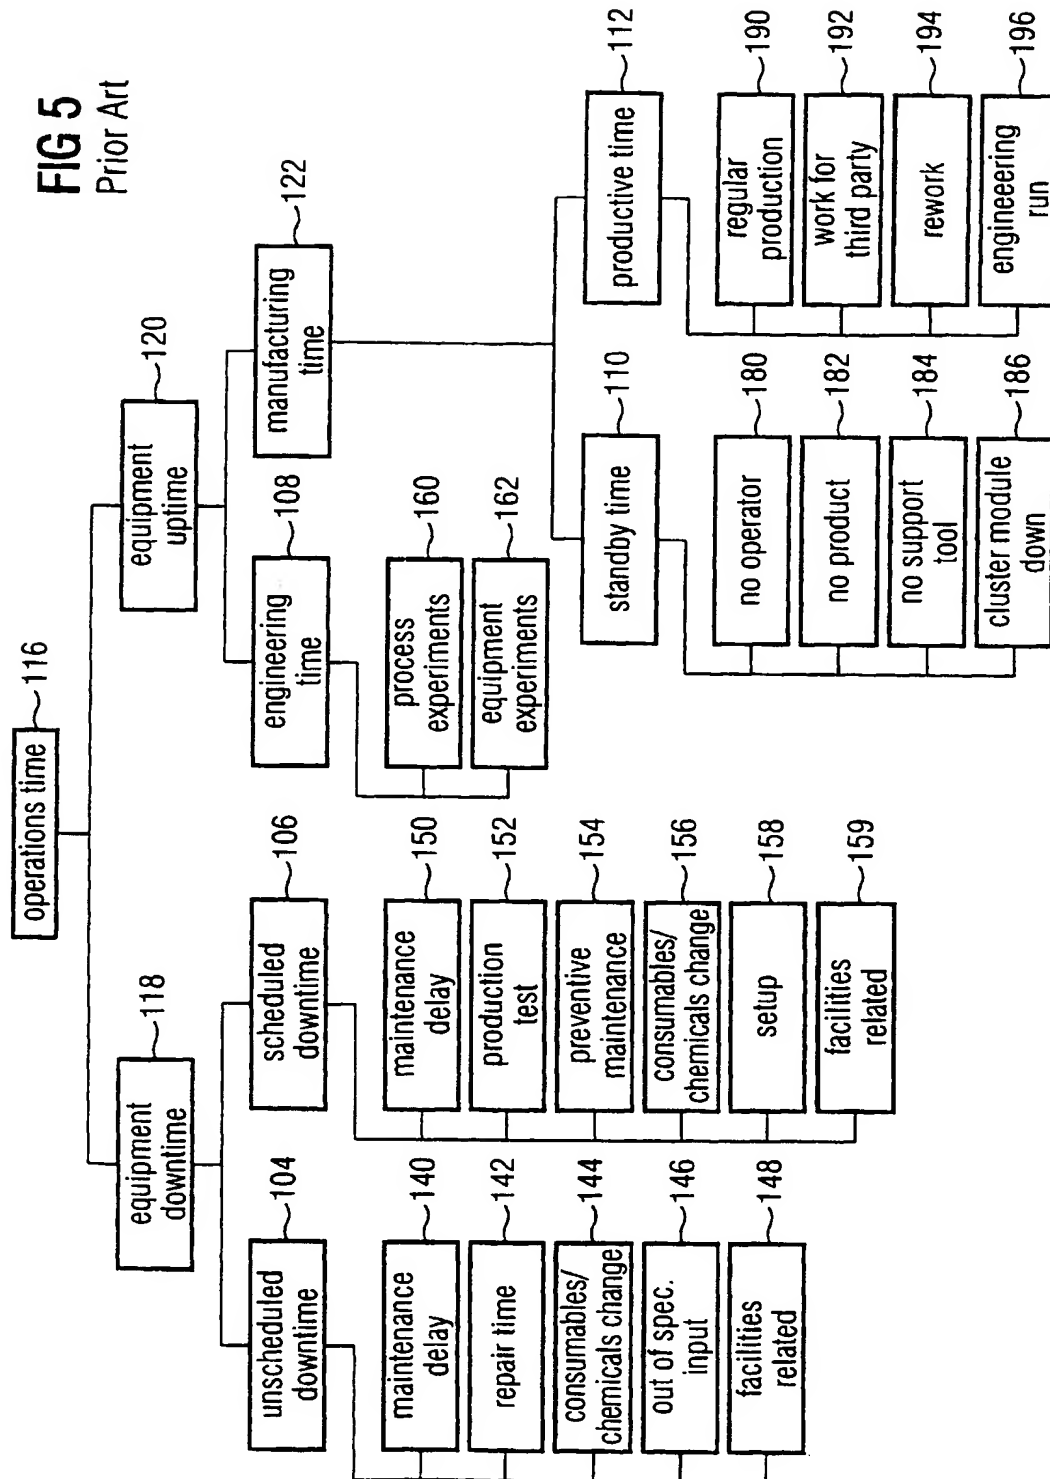 FIG 5
Prior Art
operations time
116
equipment
downtime
118
equipment
uptime
120
unscheduled
downtime
104
scheduled
downtime
106
engineering
time
108
manufacturing
time
122
maintenance
delay
140
repair time
142
consumables/
chemicals change
144
out of spec.
input
146
facilities
related
148
maintenance
delay
150
production
test
152
preventive
maintenance
154
consumables/
chemicals change
156
setup
158
facilities
related
159
process
experiments
160
equipment
experiments
162
standby time
110
productive time
112
no operator
180
no product
182
no support
tool
184
cluster module
down
186
regular
production
190
work for
third party
192
rework
194
engineering
run
196